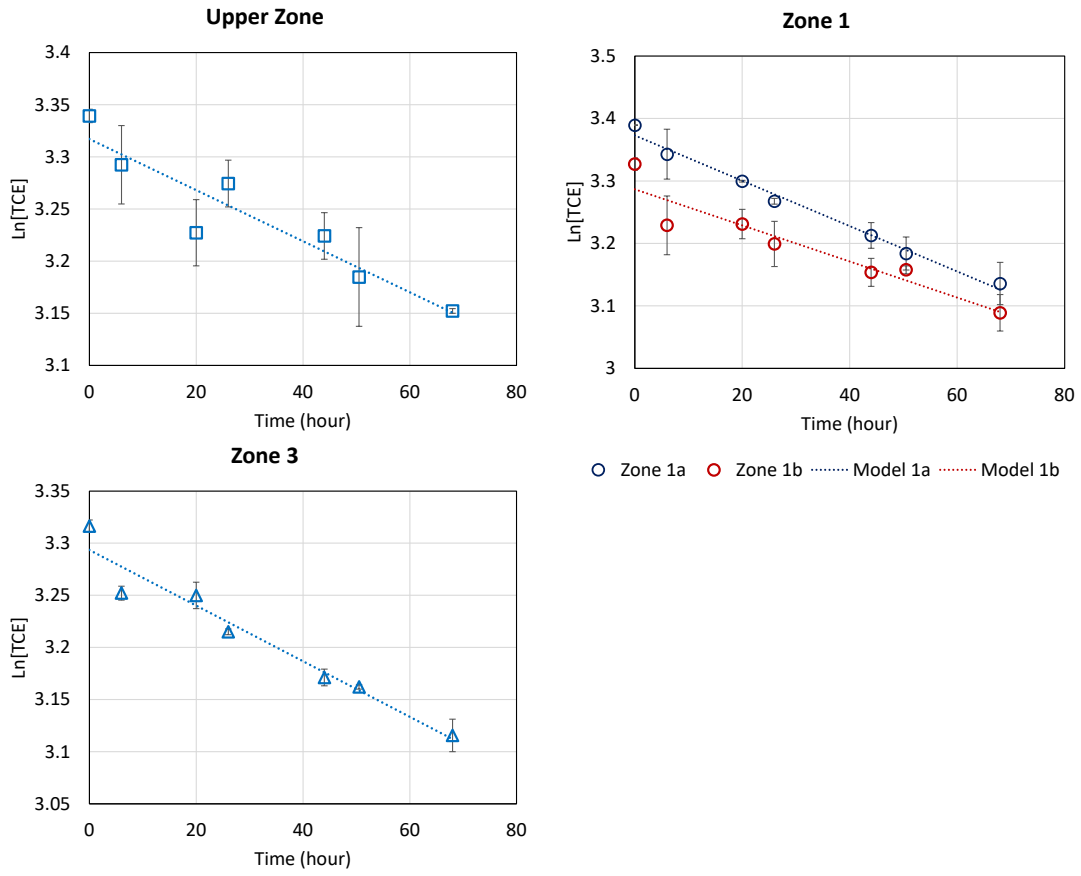 Upper Zone
3.4
3.35
3.3
3.25
3.2
3.15
3.1
Ln[TCE]
0 20 40 60 80
Time (hour)
Zone 1
3.5
3.4
3.3
3.2
3.1
3
Ln[TCE]
0 20 40 60 80
Time (hour)
Zone 1a Zone 1b Model 1a Model 1b
Zone 3
3.35
3.3
3.25
3.2
3.15
3.1
3.05
Ln[TCE]
0 20 40 60 80
Time (hour)